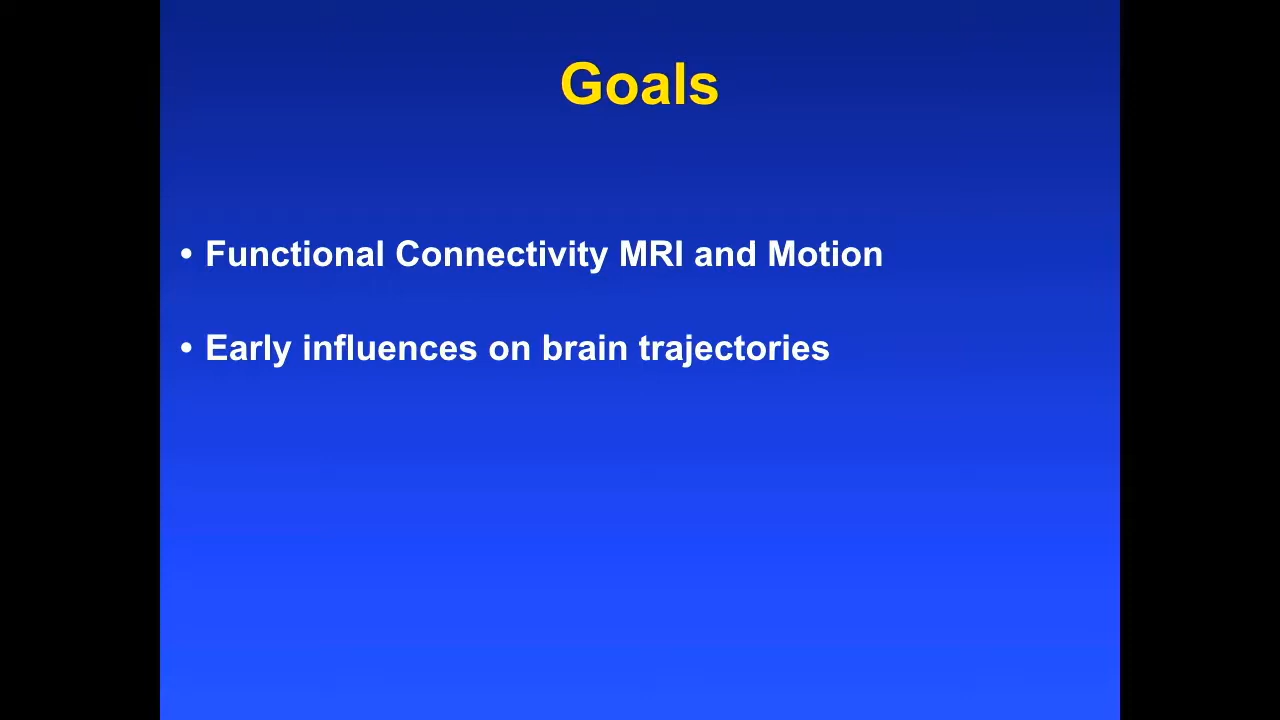 Goals
• Functional Connectivity MRI and Motion
• Early influences on brain trajectories